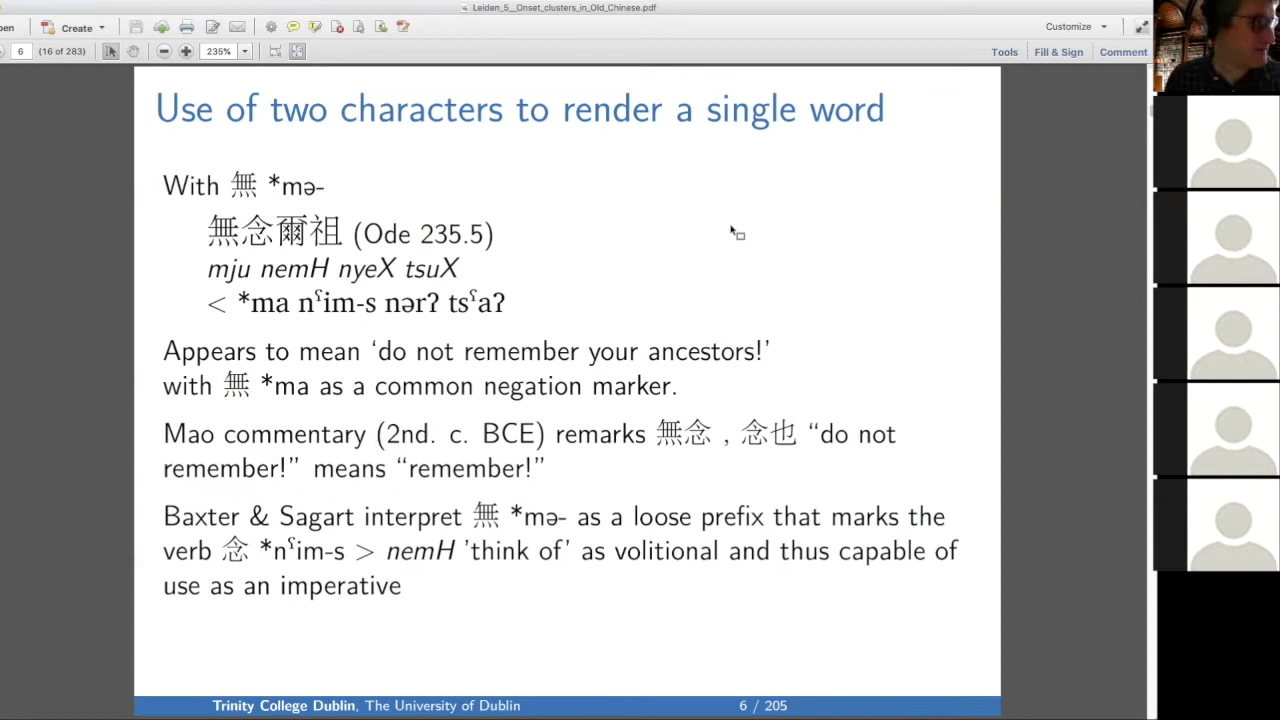 Leiden_5__Onset_clusters_in_Old_Chinese.pdf
pen Create Customize
6 (16 of 283) 235% Tools Fill & Sign Comment
Use of two characters to render a single word
With 無 *mə-
無念爾祖 (Ode 235.5)
mju nemH nyeX tsuX
< *ma nˤim-s nərʔ tsˤaʔ
Appears to mean ‘do not remember your ancestors!’
with 無 *ma as a common negation marker.
Mao commentary (2nd. c. BCE) remarks 無念 , 念也 “do not
remember!” means “remember!”
Baxter & Sagart interpret 無 *mə- as a loose prefix that marks the
verb 念 *nˤim-s > nemH ’think of’ as volitional and thus capable of
use as an imperative
Trinity College Dublin, The University of Dublin 6 / 205